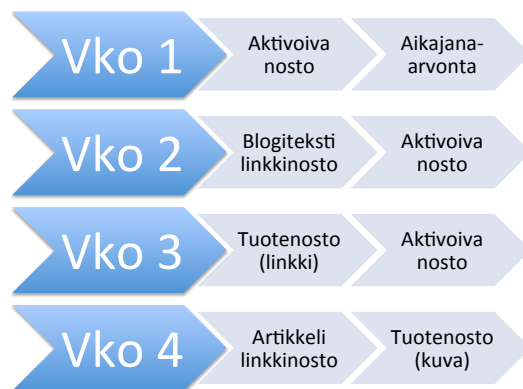 Vko 1
Aktivoiva
nosto
Aikajana-
arvonta
Vko 2
Blogiteksti
linkkinosto
Aktivoiva
nosto
Vko 3
Tuotenosto
(linkki)
Aktivoiva
nosto
Vko 4
Artikkeli
linkkinosto
Tuotenosto
(kuva)